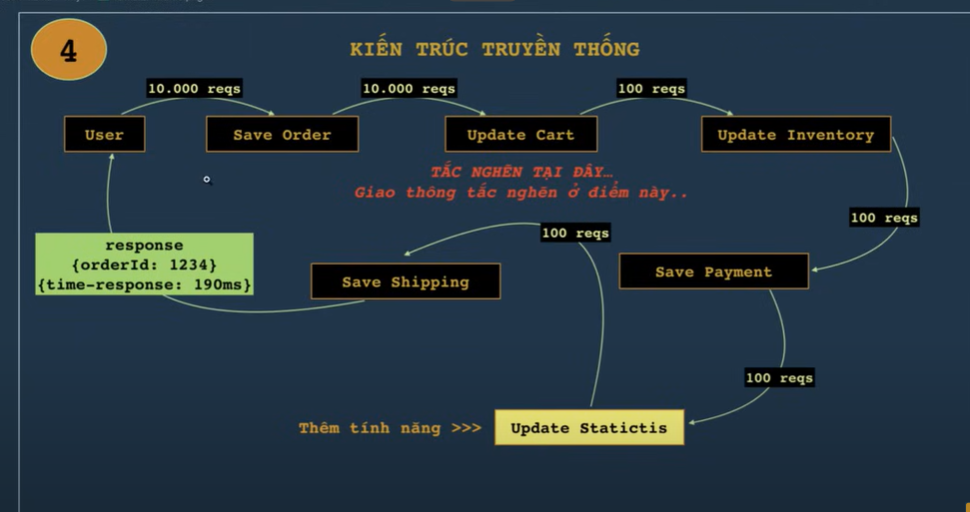 4
KIẾN TRÚC TRUYỀN THỐNG
10.000 reqs
10.000 reqs
100 reqs
User
Save Order
Update Cart
Update Inventory
TẮC NGHẼN TẠI ĐÂY…
Giao thông tắc nghẽn ở điểm này..
100 reqs
100 reqs
response
{orderId: 1234}
{time-response: 190ms}
Save Shipping
Save Payment
100 reqs
Thêm tính năng >>>
Update Statictis